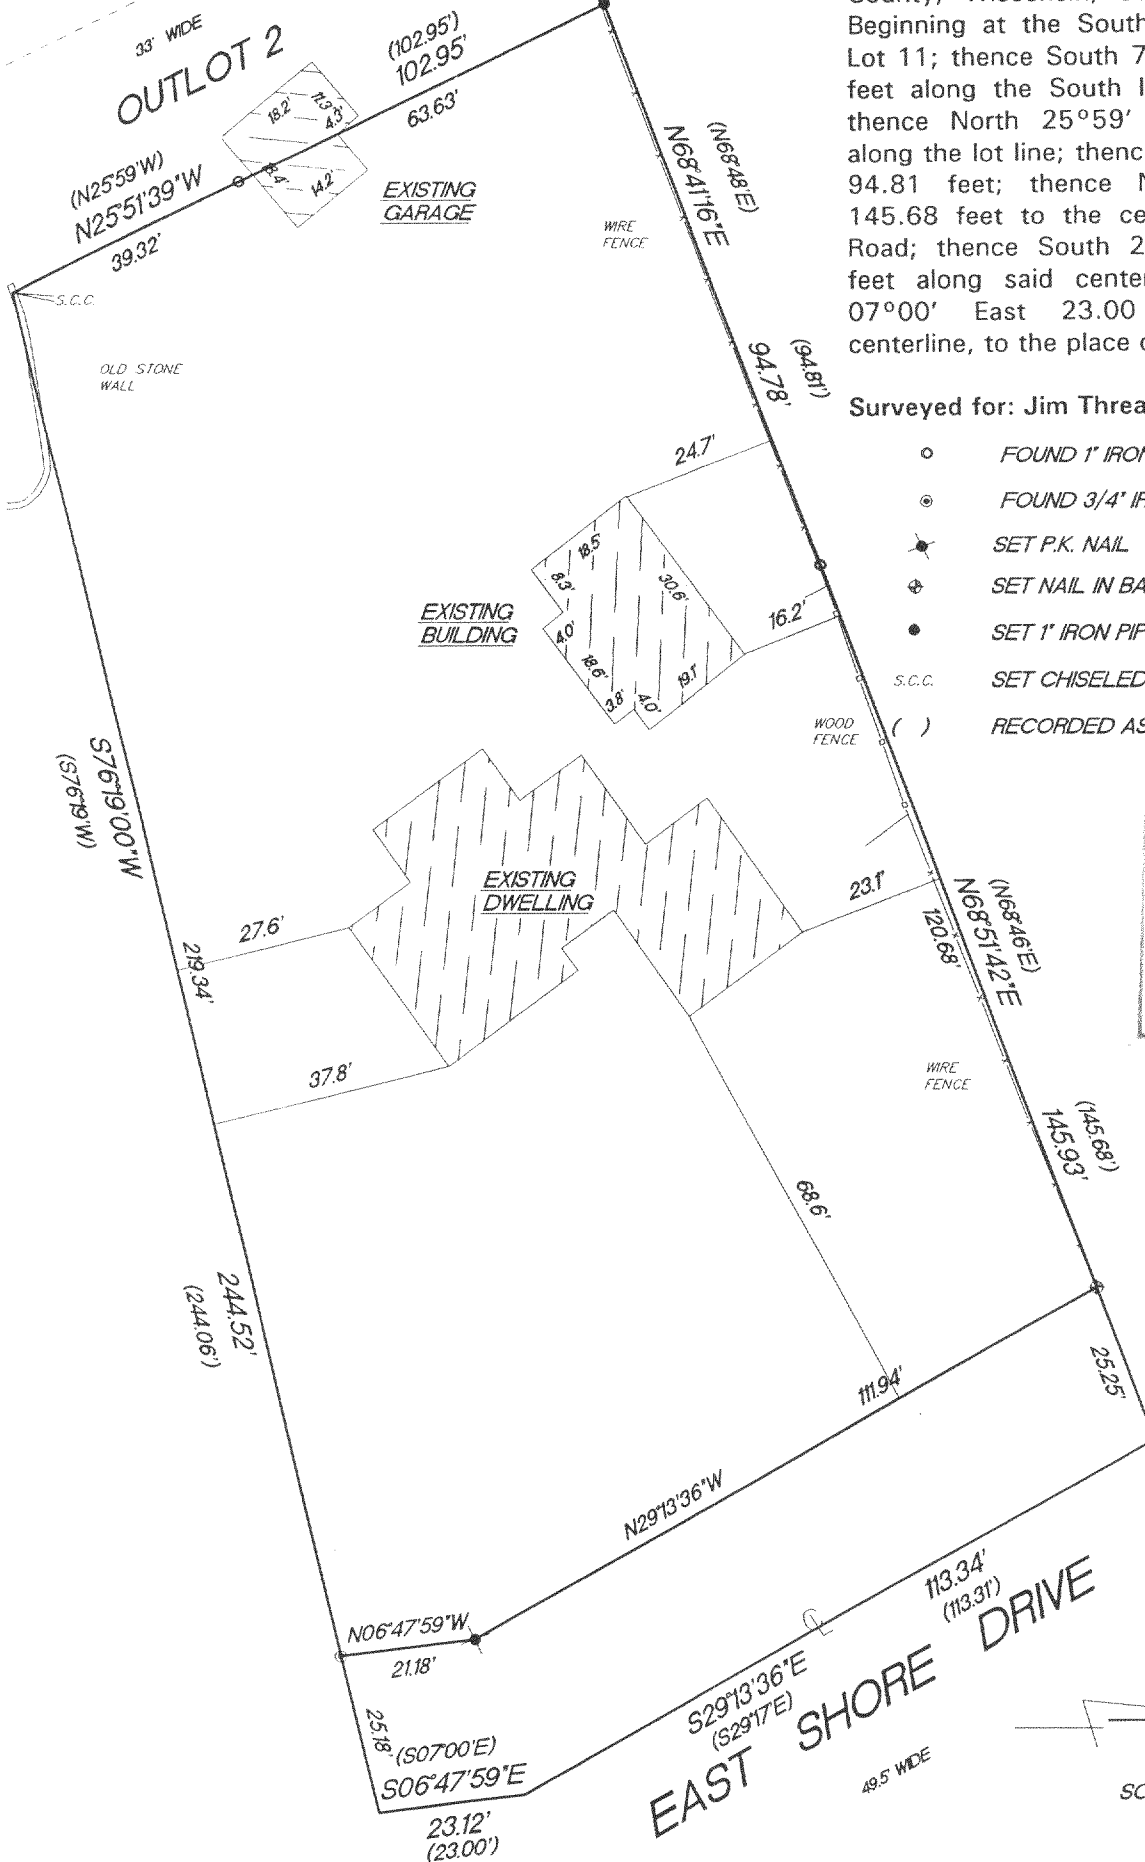 County, Wisconsin,
Beginning at the South
Lot 11; thence South 7
feet along the South
thence North 25°59'
along the lot line;
94.81 feet; thence
145.68 feet to the
Road; thence South 2
feet along said
07°00' East 23.00
centerline, to the place
Surveyed for: Jim
FOUND 1" IRON
FOUND 3/4"
SET P.K. NAIL
SET NAIL IN
SET 1" IRON
S.C.C. SET CHISELED
( ) RECORDED AS
33' WIDE
OUTLOT 2
(102.95')
102.95'
63.63'
18.2'
11.3'
4.3'
8.4'
14.2'
EXISTING
GARAGE
(N25°59'W)
N25°51'39"W
39.32'
S.C.C.
OLD STONE
WALL
(N68°48'E)
N68°41'16"E
WIRE
FENCE
(94.81')
94.78'
24.7'
18.5'
8.3'
30.6'
EXISTING
BUILDING
4.0'
18.6'
3.8'
4.0'
19.1'
16.2'
WOOD
FENCE
S76°19'00"W
(S76°19'W)
EXISTING
DWELLING
27.6'
219.34'
37.8'
23.1'
(N68°46'E)
N68°51'42"E
120.68'
WIRE
FENCE
(145.68')
145.93'
68.6'
244.52'
(244.06')
25.25'
111.94'
N29°13'36"W
N06°47'59"W
21.18'
25.18'
(S07°00'E)
S06°47'59"E
23.12'
(23.00')
113.34'
(113.31')
CL
S29°13'36"E
(S29°17'E)
EAST SHORE DRIVE
49.5' WIDE